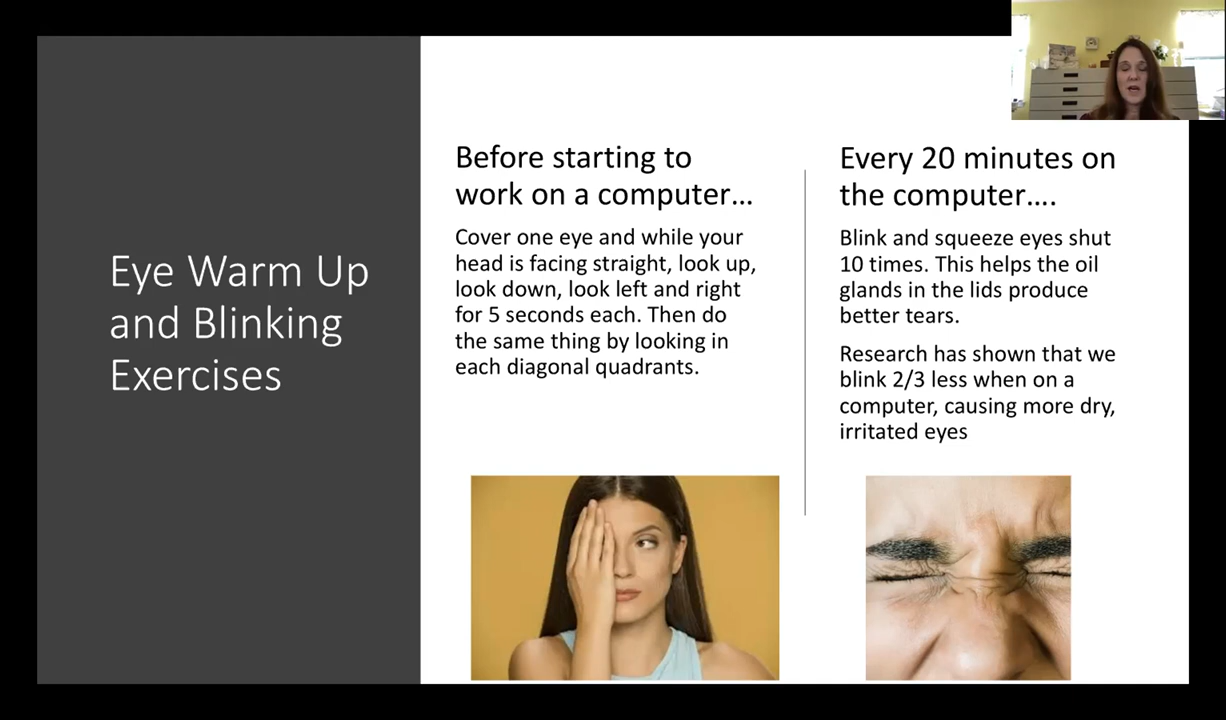 Eye Warm Up
and Blinking
Exercises
Before starting to
work on a computer…
Cover one eye and while your
head is facing straight, look up,
look down, look left and right
for 5 seconds each. Then do
the same thing by looking in
each diagonal quadrants.
Every 20 minutes on
the computer….
Blink and squeeze eyes shut
10 times. This helps the oil
glands in the lids produce
better tears.
Research has shown that we
blink 2/3 less when on a
computer, causing more dry,
irritated eyes